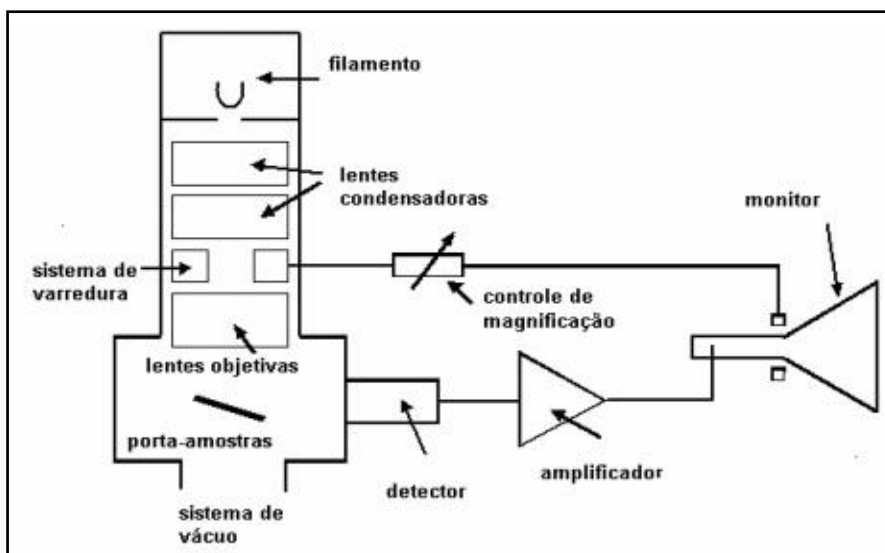 filamento
lentes
condensadoras
monitor
sistema de
varredura
controle de
magnificação
lentes objetivas
porta-amostras
amplificador
detector
sistema de
vácuo